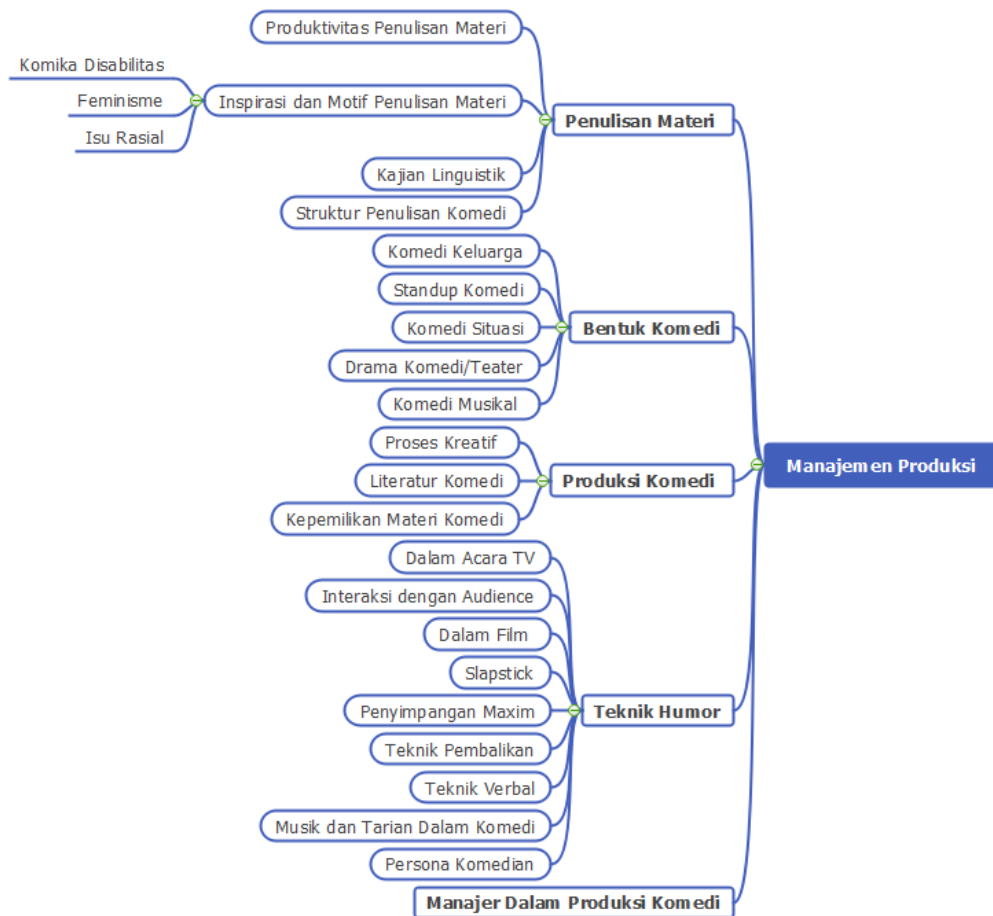 Produktivitas Penulisan Materi
Komika Disabilitas
Feminisme
Inspirasi dan Motif Penulisan Materi
Isu Rasial
Penulisan Materi
Kajian Linguistik
Struktur Penulisan Komedi
Komedi Keluarga
Standup Komedi
Komedi Situasi
Bentuk Komedi
Drama Komedi/Teater
Komedi Musikal
Proses Kreatif
Manajemen Produksi
Literatur Komedi
Produksi Komedi
Kepemilikan Materi Komedi
Dalam Acara TV
Interaksi dengan Audience
Dalam Film
Slapstick
Penyimpangan Maxim
Teknik Humor
Teknik Pembalikan
Teknik Verbal
Musik dan Tarian Dalam Komedi
Persona Komedian
Manajer Dalam Produksi Komedi